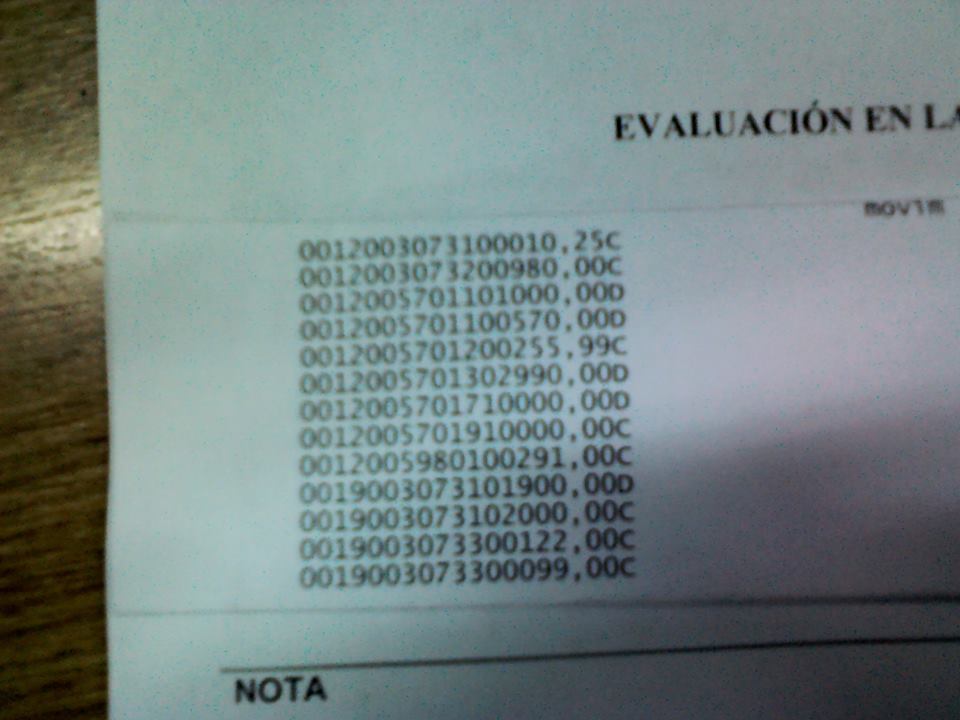 EVALUACIÓN EN LA
movim
0012003073100010,25C
0012003073200980,00C
0012005701101000,00D
0012005701100570,00D
0012005701200255,99C
0012005701302990,00D
0012005701710000,00D
0012005701910000,00C
0012005980100291,00C
0019003073101900,00D
0019003073102000,00C
0019003073300122,00C
0019003073300099,00C
NOTA